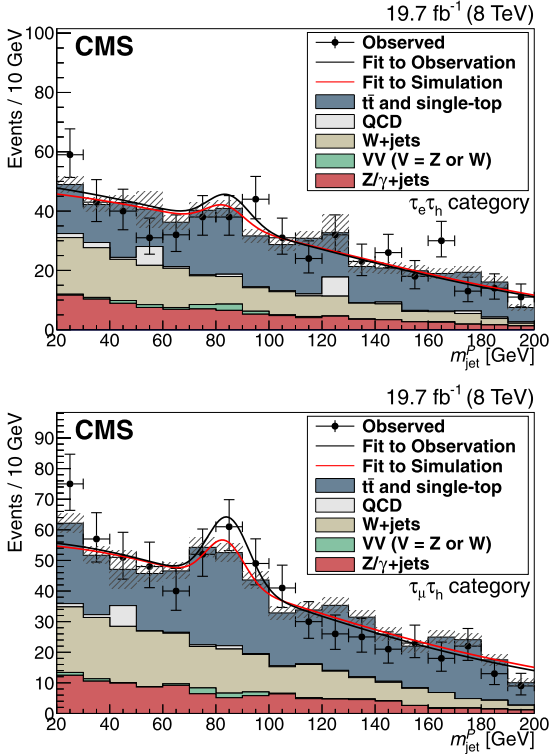 19.7 fb⁻¹ (8 TeV)
CMS
Observed
Fit to Observation
Fit to Simulation
tt̄ and single-top
QCD
W+jets
VV (V = Z or W)
Z/γ+jets
τₑτₕ category
Events / 10 GeV
100
80
60
40
20
0
20 40 60 80 100 120 140 160 180 200
m^P_jet [GeV]
19.7 fb⁻¹ (8 TeV)
CMS
Observed
Fit to Observation
Fit to Simulation
tt̄ and single-top
QCD
W+jets
VV (V = Z or W)
Z/γ+jets
τ_μτₕ category
Events / 10 GeV
90
80
70
60
50
40
30
20
10
0
20 40 60 80 100 120 140 160 180 200
m^P_jet [GeV]